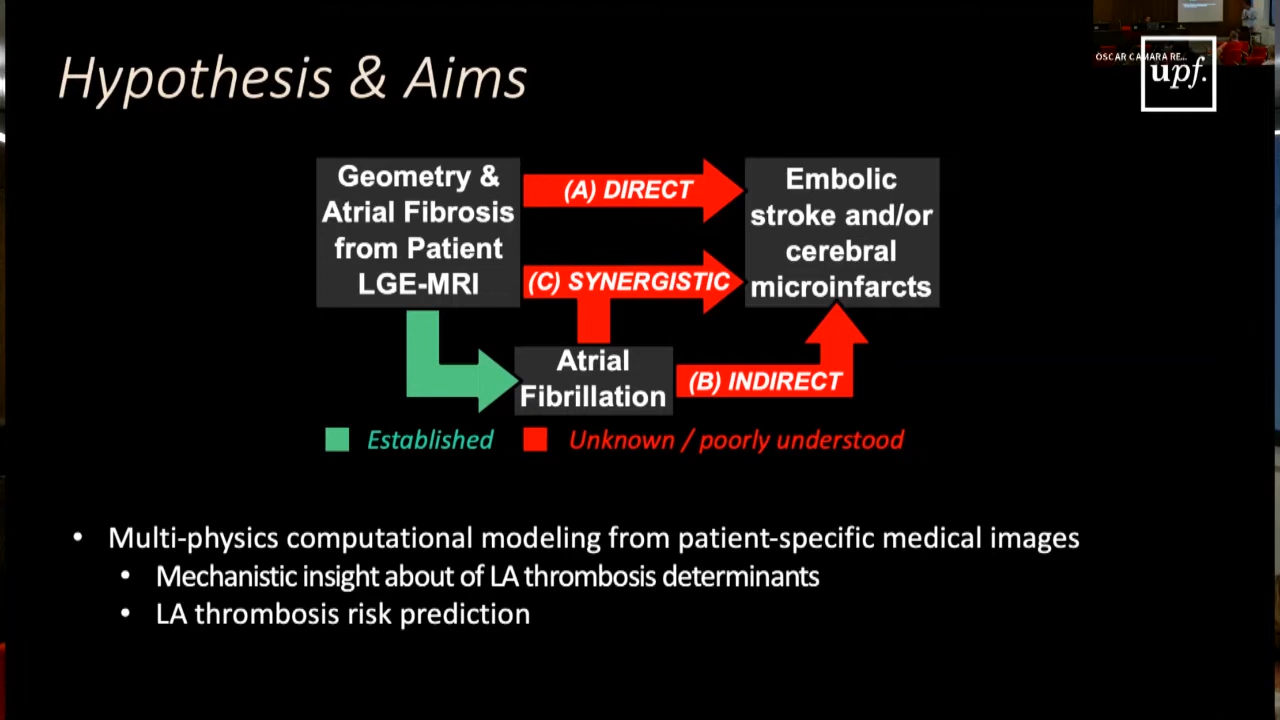 Hypothesis & Aims
ÒSCAR CAMARA RE...
upf.
Geometry &
Atrial Fibrosis
from Patient
LGE-MRI
(A) DIRECT
Embolic
stroke and/or
cerebral
microinfarcts
(C) SYNERGISTIC
Atrial
Fibrillation
(B) INDIRECT
Established
Unknown / poorly understood
• Multi-physics computational modeling from patient-specific medical images
• Mechanistic insight about of LA thrombosis determinants
• LA thrombosis risk prediction